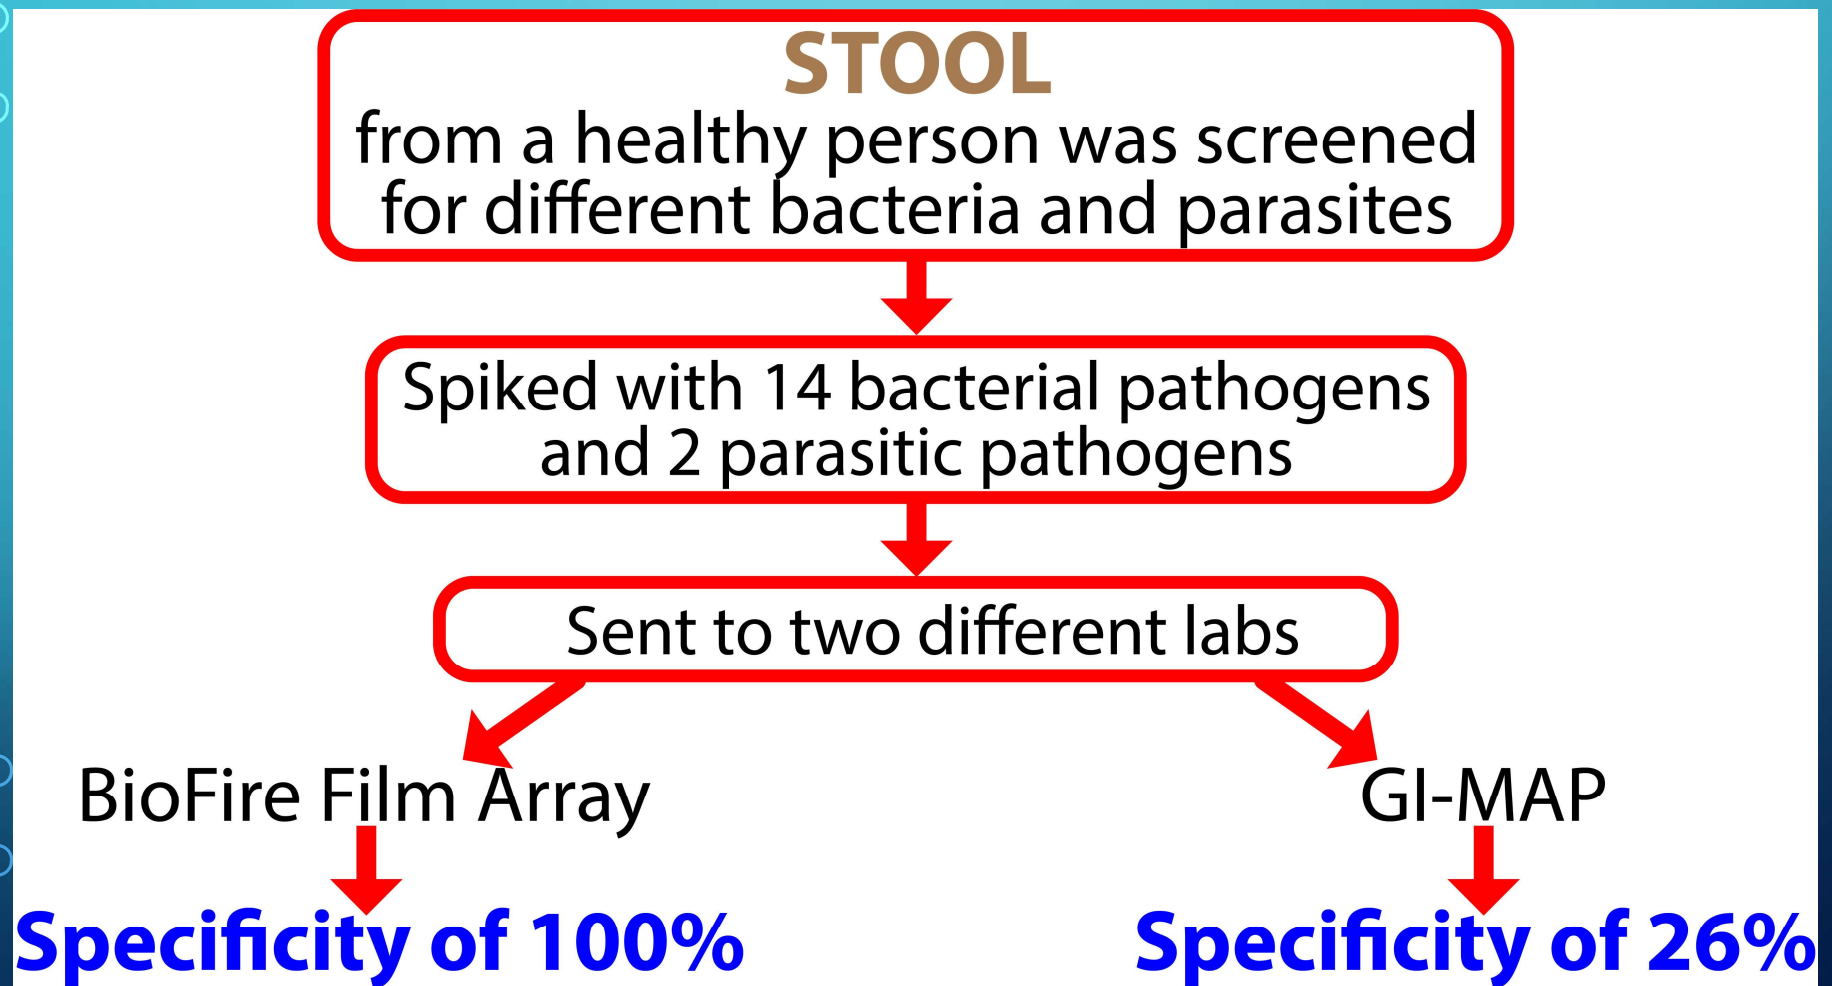 STOOL
from a healthy person was screened
for different bacteria and parasites
Spiked with 14 bacterial pathogens
and 2 parasitic pathogens
Sent to two different labs
BioFire Film Array
GI-MAP
Specificity of 100%
Specificity of 26%